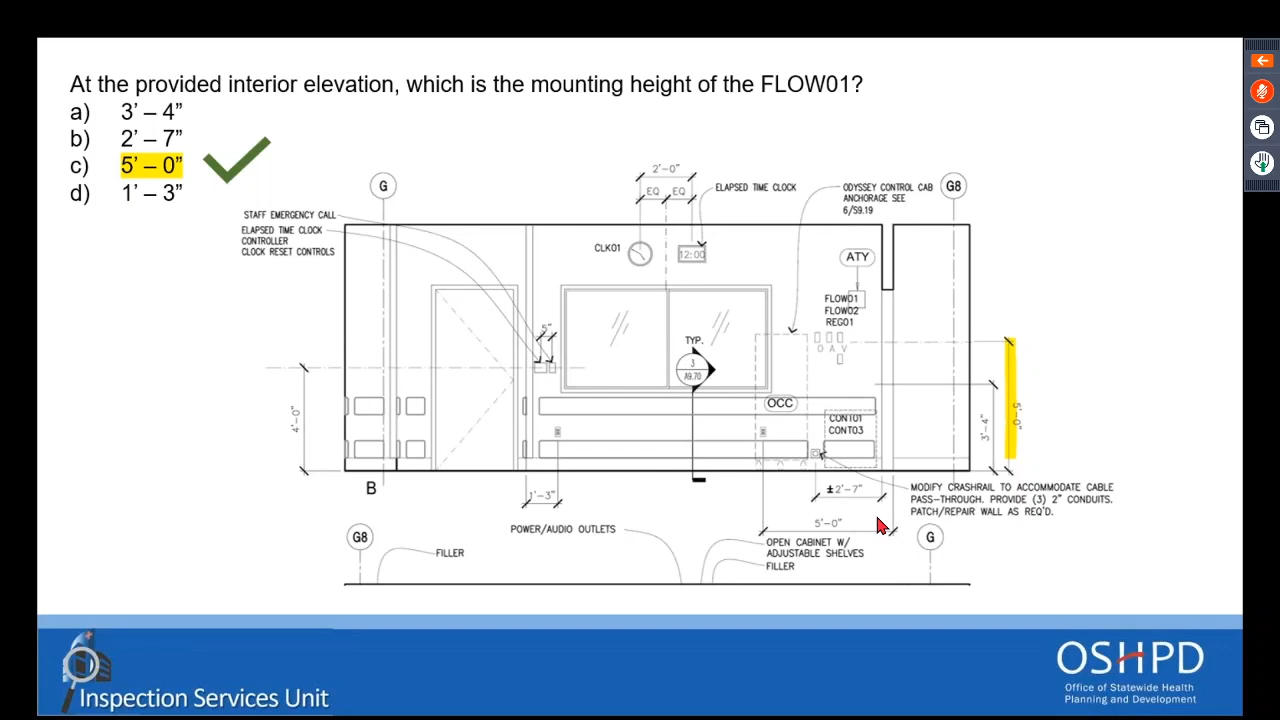 At the provided interior elevation, which is the mounting height of the FLOW01?
a) 3’ – 4”
b) 2’ – 7”
c) 5’ – 0”
d) 1’ – 3”
2'-0"
EQ EQ
G
ELAPSED TIME CLOCK
ODYSSEY CONTROL CAB
ANCHORAGE SEE
6/S9.19
G8
STAFF EMERGENCY CALL
ELAPSED TIME CLOCK
CONTROLLER
CLOCK RESET CONTROLS
CLK01
12:00
ATY
FLOW01
FLOW02
REG01
5"
TYP.
O A V
3
A9.70
OCC
CONT01
CONT03
4'-0"
3'-4"
5'-0"
B
1'-3"
±2'-7"
MODIFY CRASHRAIL TO ACCOMMODATE CABLE
PASS-THROUGH. PROVIDE (3) 2" CONDUITS.
PATCH/REPAIR WALL AS REQ'D.
5'-0"
G8
POWER/AUDIO OUTLETS
G
FILLER
OPEN CABINET W/
ADJUSTABLE SHELVES
FILLER
Inspection Services Unit
OSHPD
Office of Statewide Health
Planning and Development